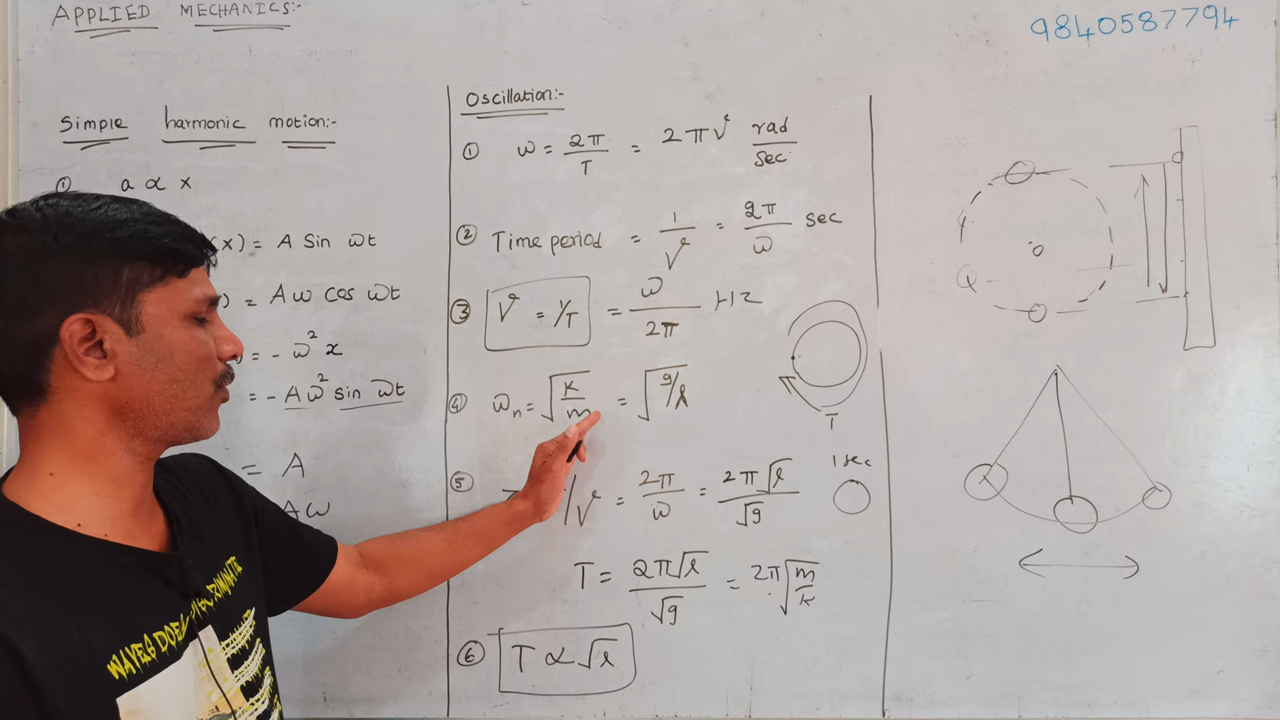 APPLIED MECHANICS:-
9840587794
Simple harmonic motion:-
① a ∝ x
(x) = A Sin ωt
) = Aω cos ωt
) = - ω² x
= - Aω² sin ωt
= A
Aω
Oscillation:-
① ω = 2π/T = 2πν rad/sec
② Time period = 1/ν = 2π/ω sec
③ ν = 1/T = ω/2π HZ
④ ωn = √(K/m) = √(g/l)
T
⑤ 1/ν = 2π/ω = 2π√l/√g
1 sec
T = 2π√l/√g = 2π√(m/k)
⑥ T ∝ √l